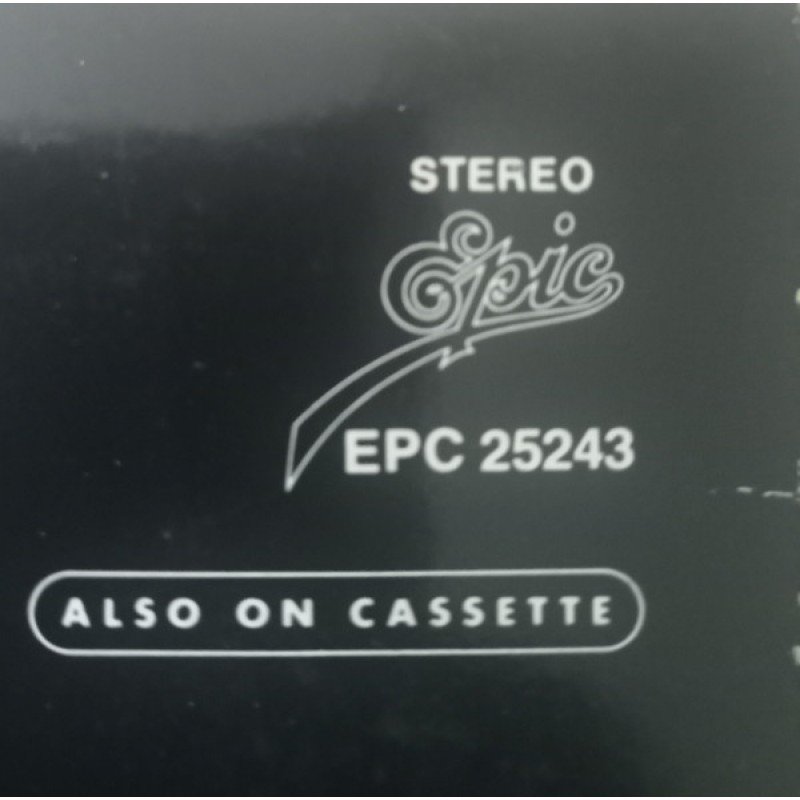 STEREO
Epic
EPC 25243
ALSO ON CASSETTE